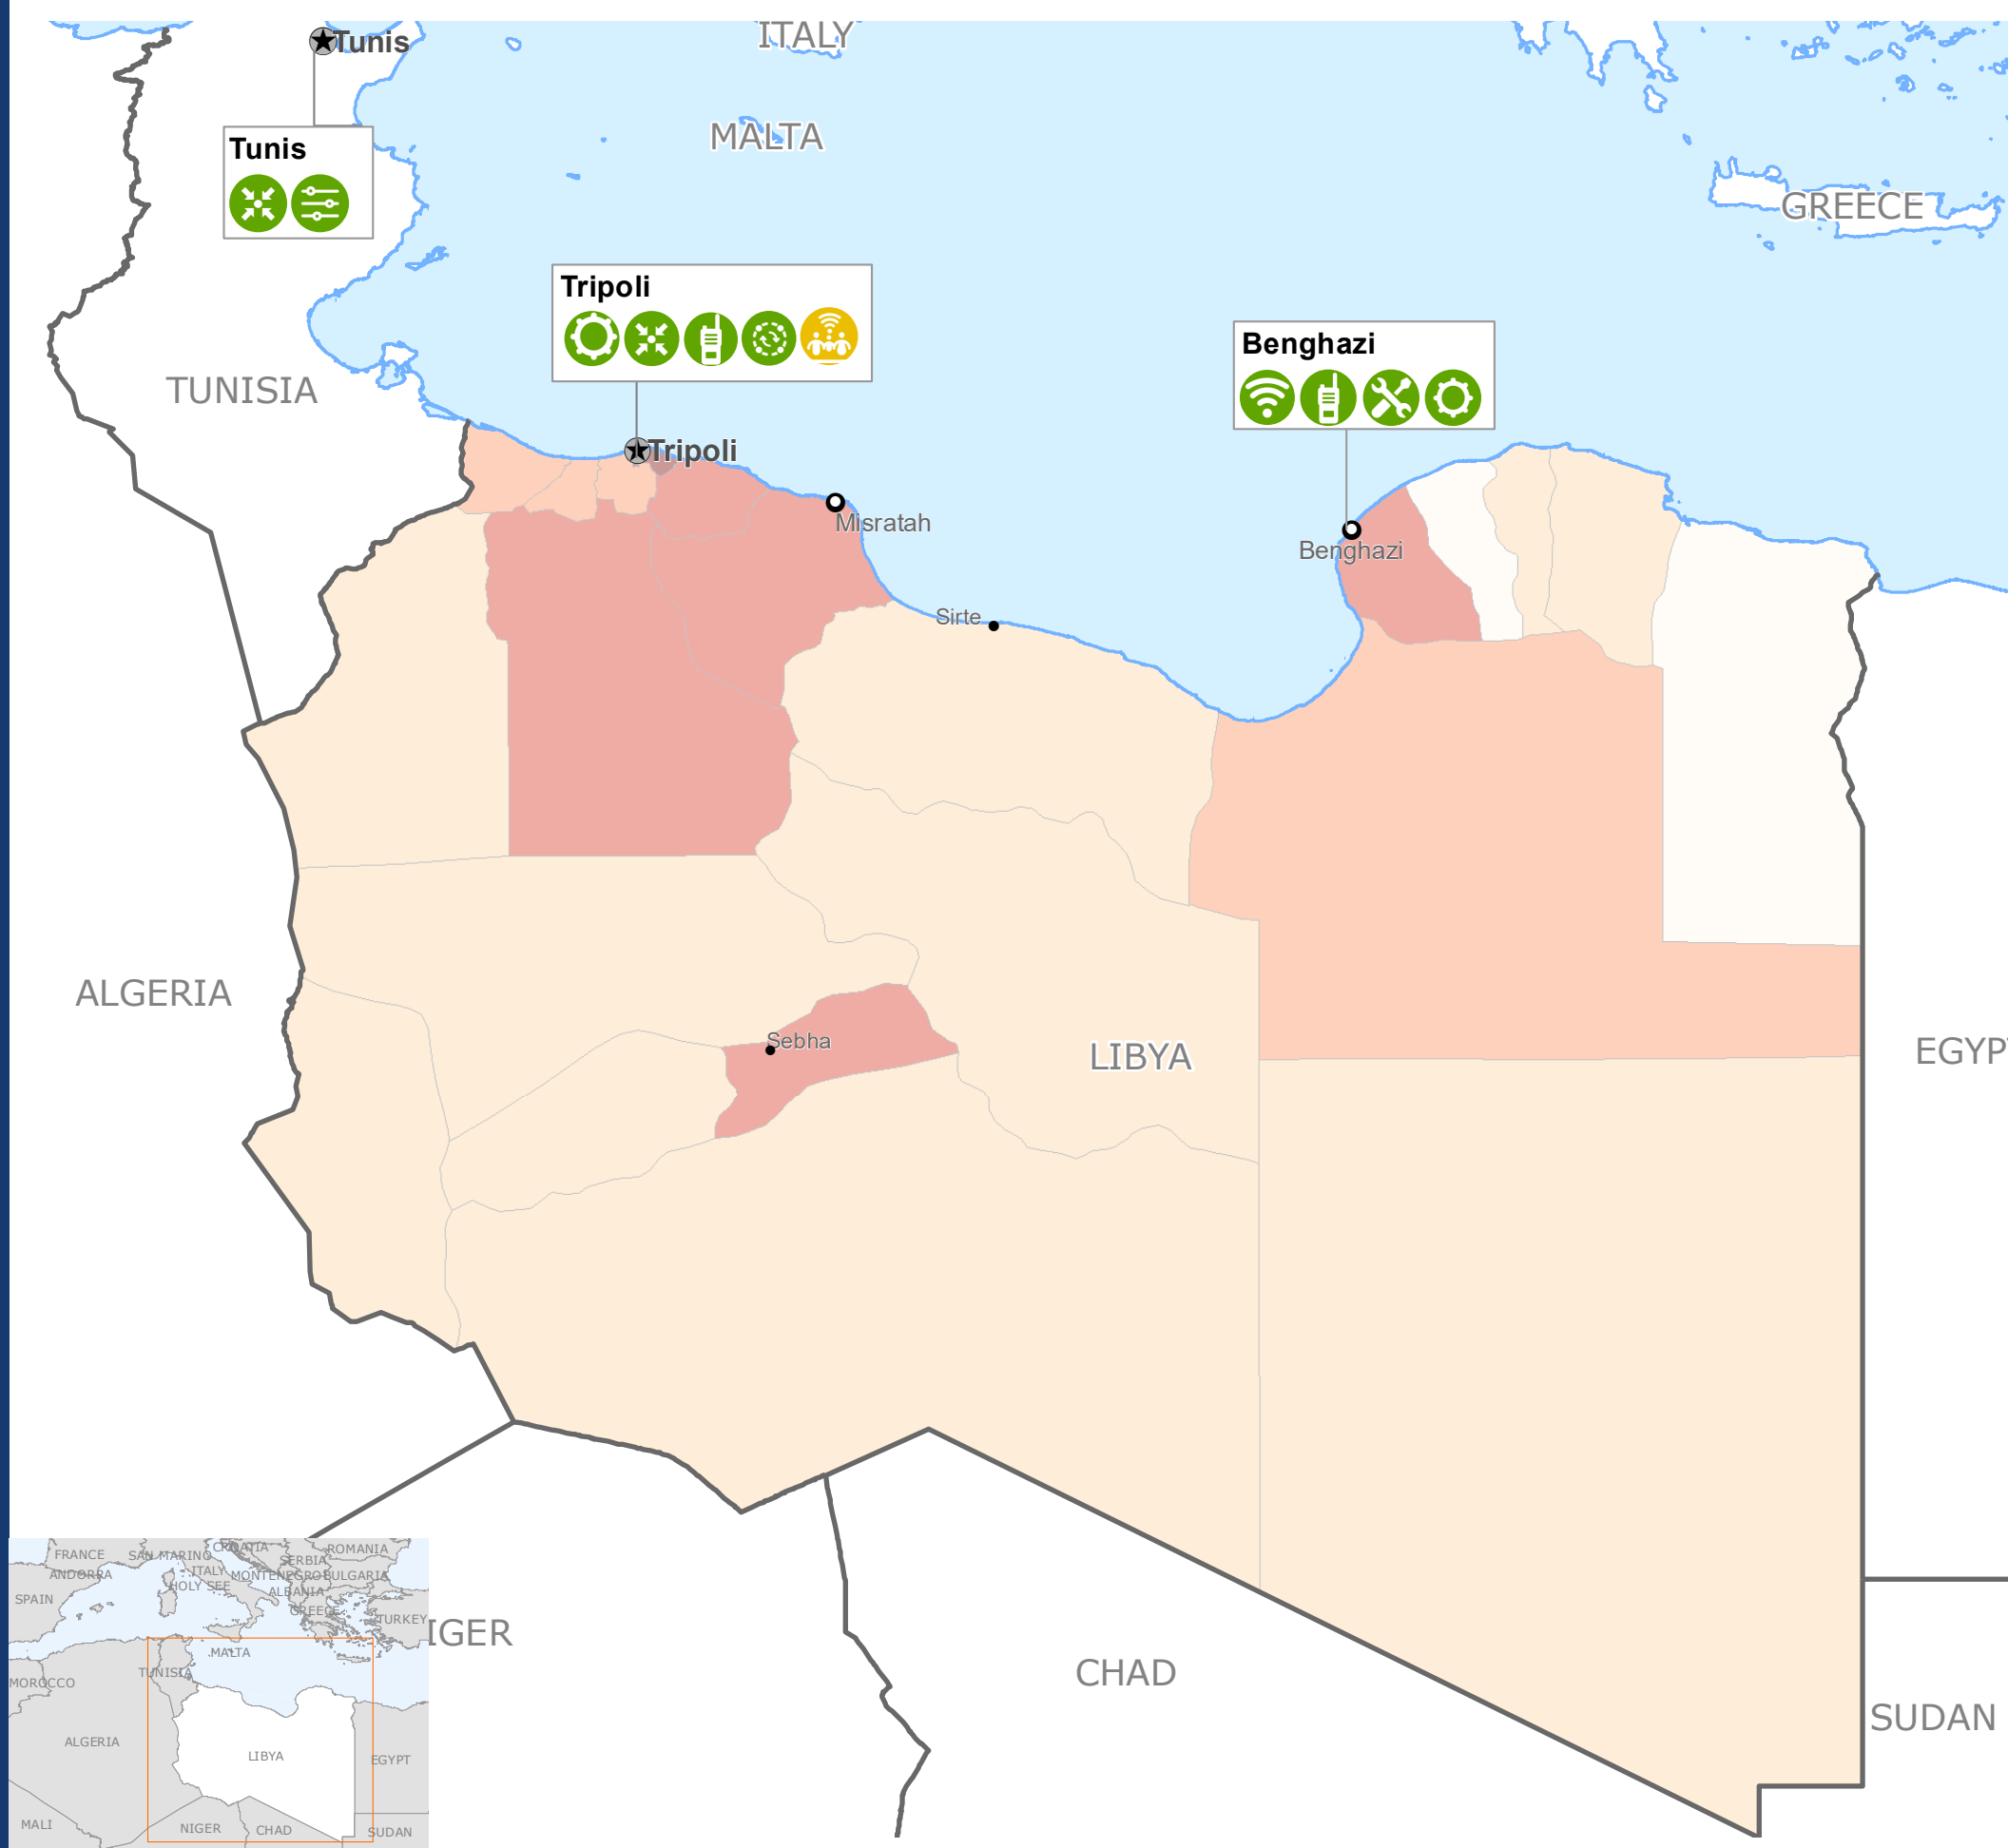 ITALY
Tunis
MALTA
Tunis
GREECE
Tripoli
Benghazi
TUNISIA
Tripoli
Misratah
Benghazi
Sirte
ALGERIA
Sebha
LIBYA
EGYP
IGER
CHAD
SUDAN
FRANCE
SAN MARINO
CROATIA
ROMANIA
SERBIA
ANDORRA
ITALY
MONTENEGRO
BULGARIA
HOLY SEE
ALBANIA
SPAIN
GREECE
TURKEY
MALTA
TUNISIA
MOROCCO
ALGERIA
LIBYA
EGYPT
MALI
NIGER
CHAD
SUDAN